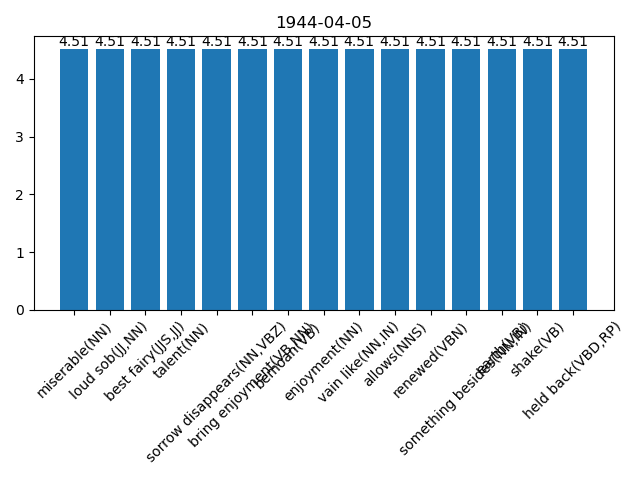 1944-04-05
4.51 4.51 4.51 4.51 4.51 4.51 4.51 4.51 4.51 4.51 4.51 4.51 4.51 4.51 4.51
4
3
2
1
0
miserable(NN)
loud sob(JJ,NN)
best fairy(JJS,JJ)
talent(NN)
sorrow disappears(NN,VBZ)
bring enjoyment(VB,NN)
bemoan(VB)
enjoyment(NN)
vain like(NN,IN)
allows(NNS)
renewed(VBN)
something besides(NN,IN)
shake(VB)
held back(VBD,RP)